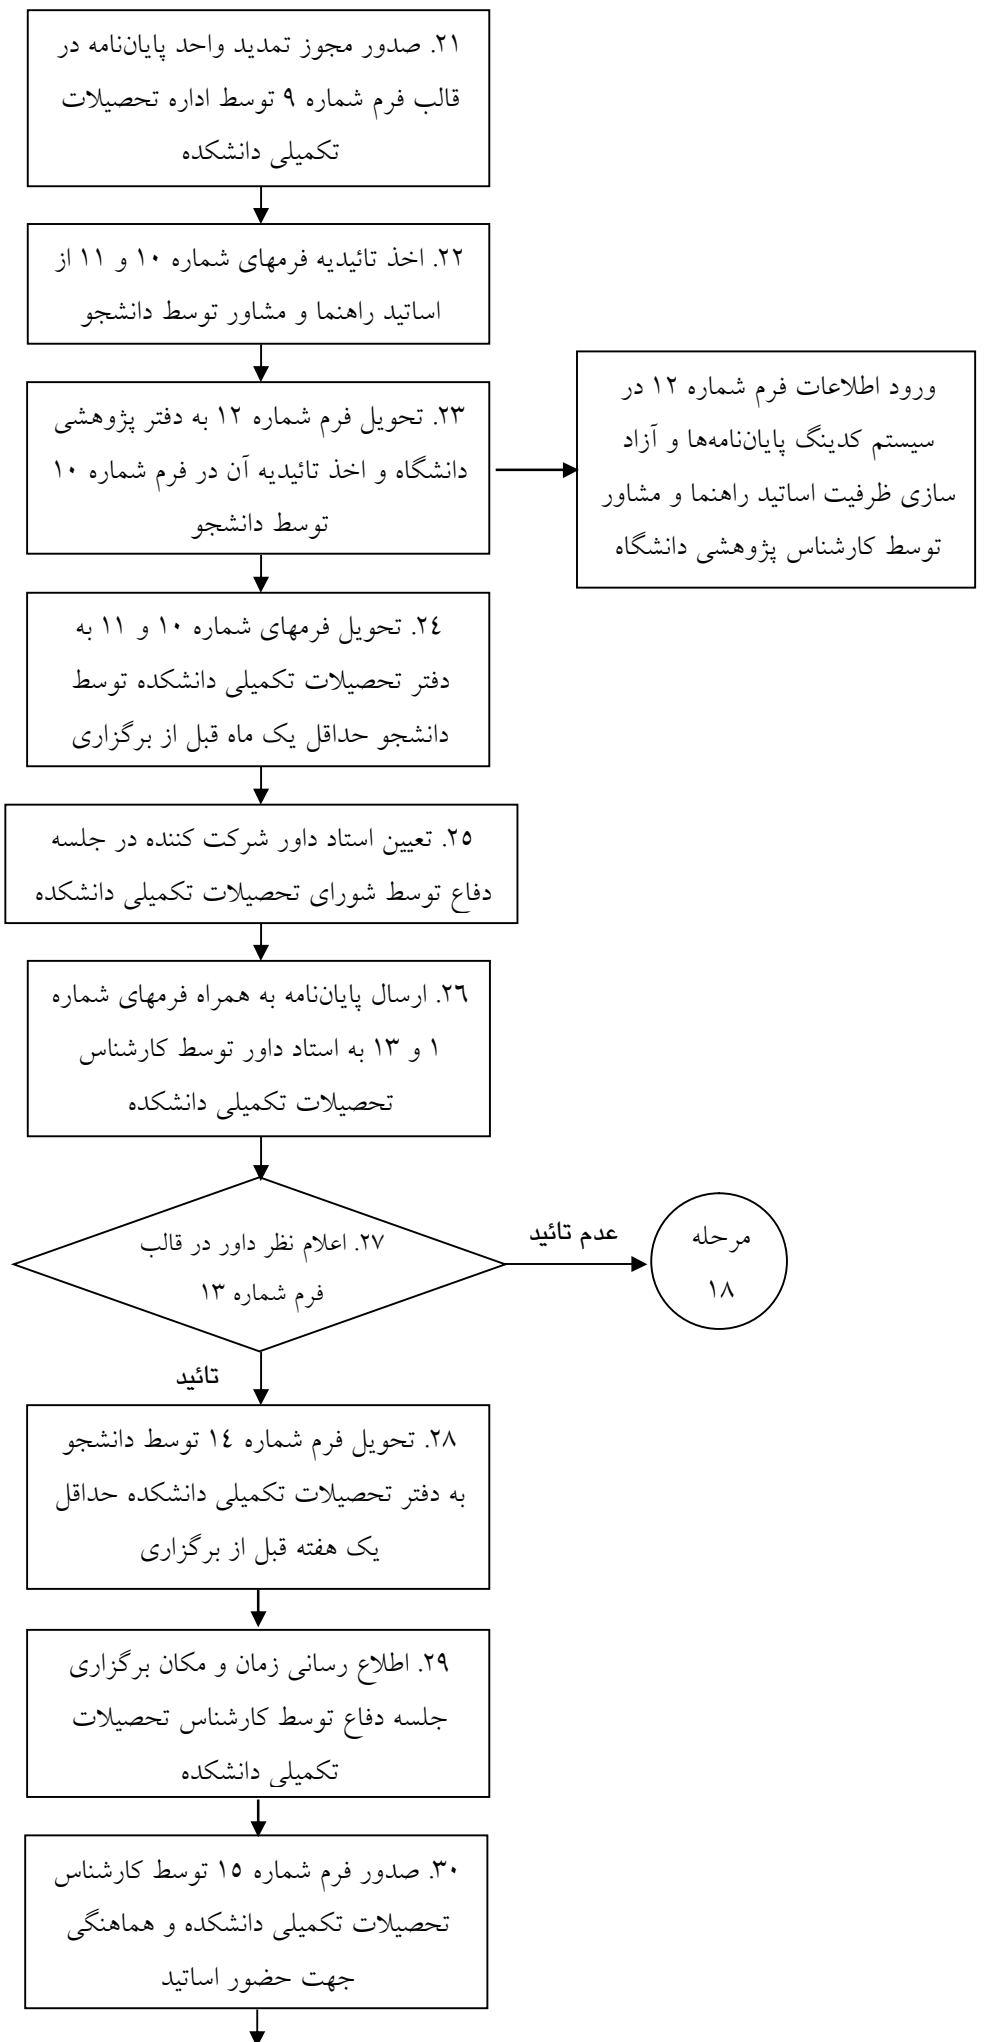 ۲۱. صدور مجوز تمدید واحد پایان‌نامه در
قالب فرم شماره ۹ توسط اداره تحصیلات
تکمیلی دانشکده
۲۲. اخذ تائیدیه فرمهای شماره ۱۰ و ۱۱ از
اساتید راهنما و مشاور توسط دانشجو
۲۳. تحویل فرم شماره ۱۲ به دفتر پژوهشی
دانشگاه و اخذ تائیدیه آن در فرم شماره ۱۰
توسط دانشجو
ورود اطلاعات فرم شماره ۱۲ در
سیستم کدینگ پایان‌نامه‌ها و آزاد
سازی ظرفیت اساتید راهنما و مشاور
توسط کارشناس پژوهشی دانشگاه
۲٤. تحویل فرمهای شماره ۱۰ و ۱۱ به
دفتر تحصیلات تکمیلی دانشکده توسط
دانشجو حداقل یک ماه قبل از برگزاری
۲٥. تعیین استاد داور شرکت کننده در جلسه
دفاع توسط شورای تحصیلات تکمیلی دانشکده
۲٦. ارسال پایان‌نامه به همراه فرمهای شماره
۱ و ۱۳ به استاد داور توسط کارشناس
تحصیلات تکمیلی دانشکده
۲۷. اعلام نظر داور در قالب
فرم شماره ۱۳
عدم تائید
مرحله
۱۸
تائید
۲۸. تحویل فرم شماره ۱٤ توسط دانشجو
به دفتر تحصیلات تکمیلی دانشکده حداقل
یک هفته قبل از برگزاری
۲۹. اطلاع رسانی زمان و مکان برگزاری
جلسه دفاع توسط کارشناس تحصیلات
تکمیلی دانشکده
۳۰. صدور فرم شماره ۱٥ توسط کارشناس
تحصیلات تکمیلی دانشکده و هماهنگی
جهت حضور اساتید